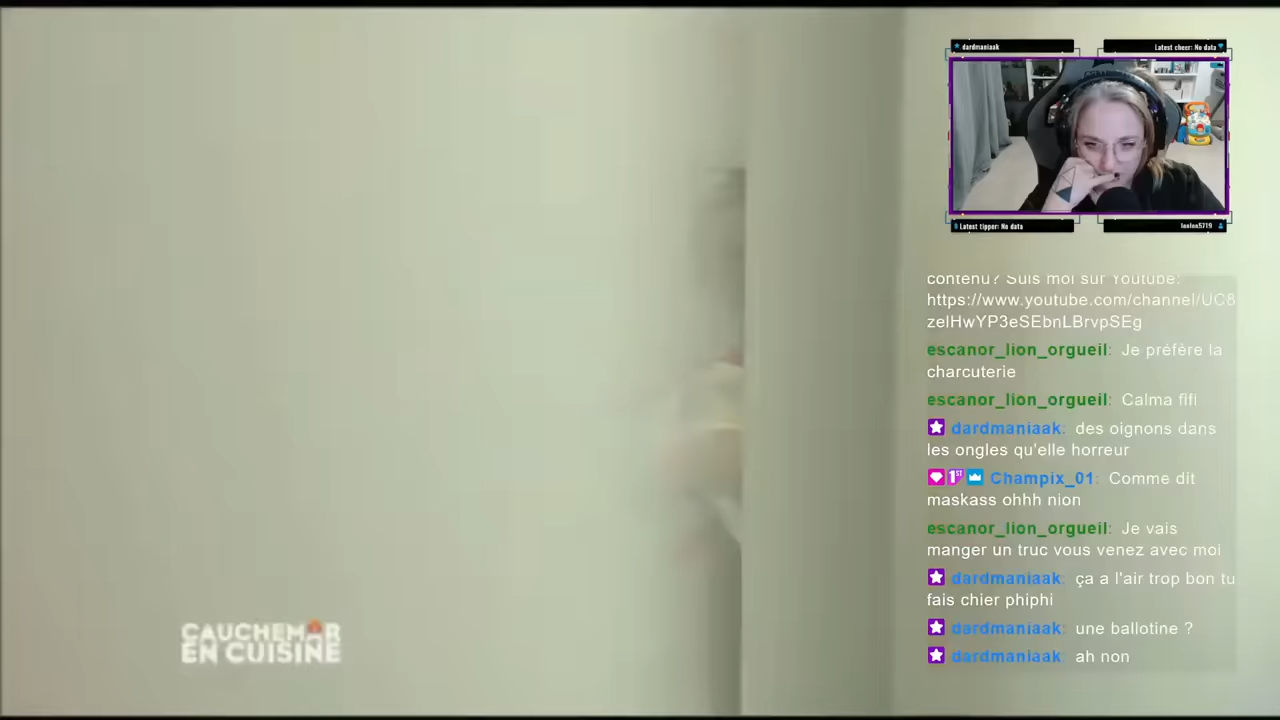 dardmaniaak
Latest cheer: No data
Latest tipper: No data
lenlen5719
contenu? Suis moi sur Youtube:
https://www.youtube.com/channel/UC8
zelHwYP3eSEbnLBrvpSEg
escanor_lion_orgueil: Je préfère la
charcuterie
escanor_lion_orgueil: Calma fifi
dardmaniaak: des oignons dans
les ongles qu'elle horreur
1ST Champix_01: Comme dit
maskass ohhh nion
escanor_lion_orgueil: Je vais
manger un truc vous venez avec moi
dardmaniaak: ça a l'air trop bon tu
fais chier phiphi
dardmaniaak: une ballotine ?
dardmaniaak: ah non
CAUCHEMAR
EN CUISINE